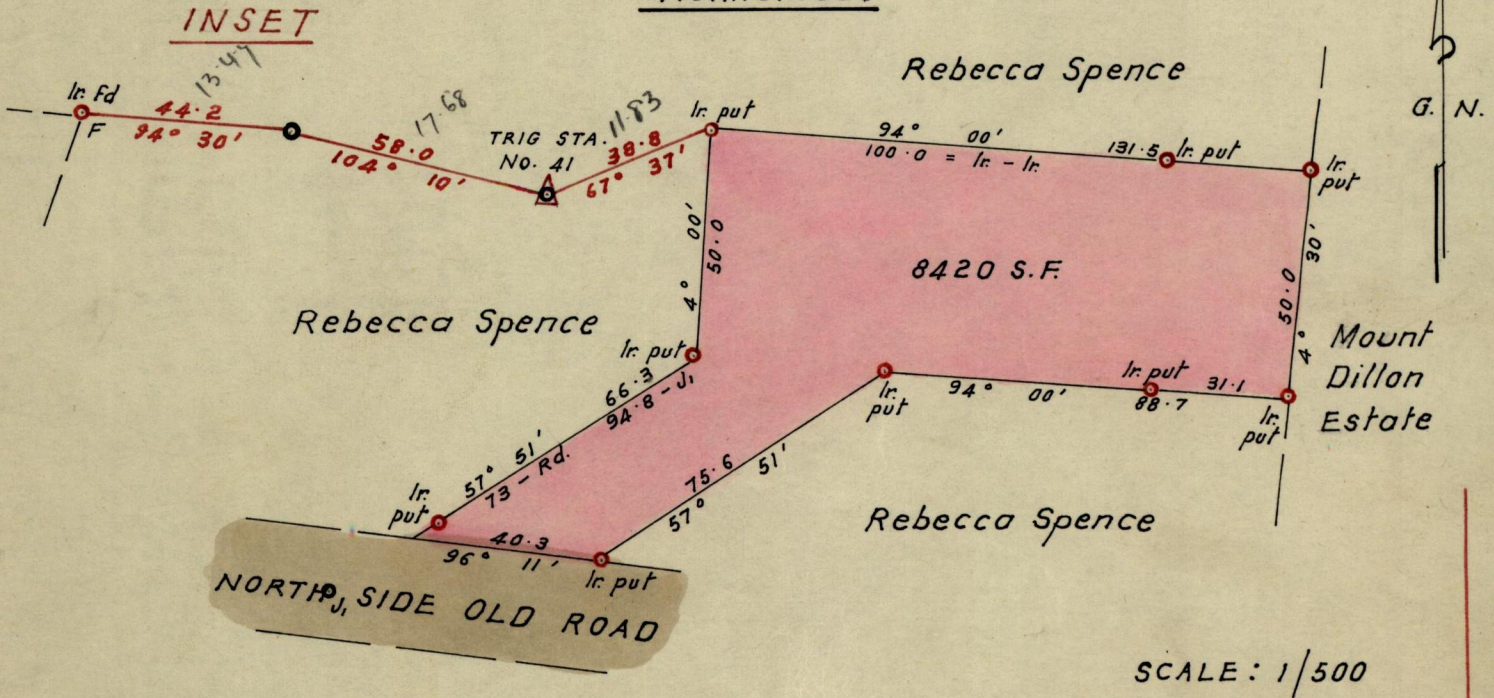 INSET
Rebecca Spence
G. N.
Ir. Fd
F
44.2
94° 30'
13.47
58.0
104° 10'
17.68
TRIG STA.
NO. 41
38.8
67° 37'
11.83
Ir. put
94° 00'
100.0 = Ir. - Ir.
131.5
Ir. put
Ir.
put
4° 00'
50.0
8420 S.F.
4° 30'
50.0
Rebecca Spence
Mount
Dillon
Estate
Ir. put
Ir.
put
94° 00'
Ir. put
88.7
31.1
Ir.
put
66.3
94.8 - J,
57° 51'
73 - Rd.
Ir.
put
75.6
57° 51'
Rebecca Spence
40.3
96° 11'
Ir. put
J,
NORTH SIDE OLD ROAD
SCALE: 1/500